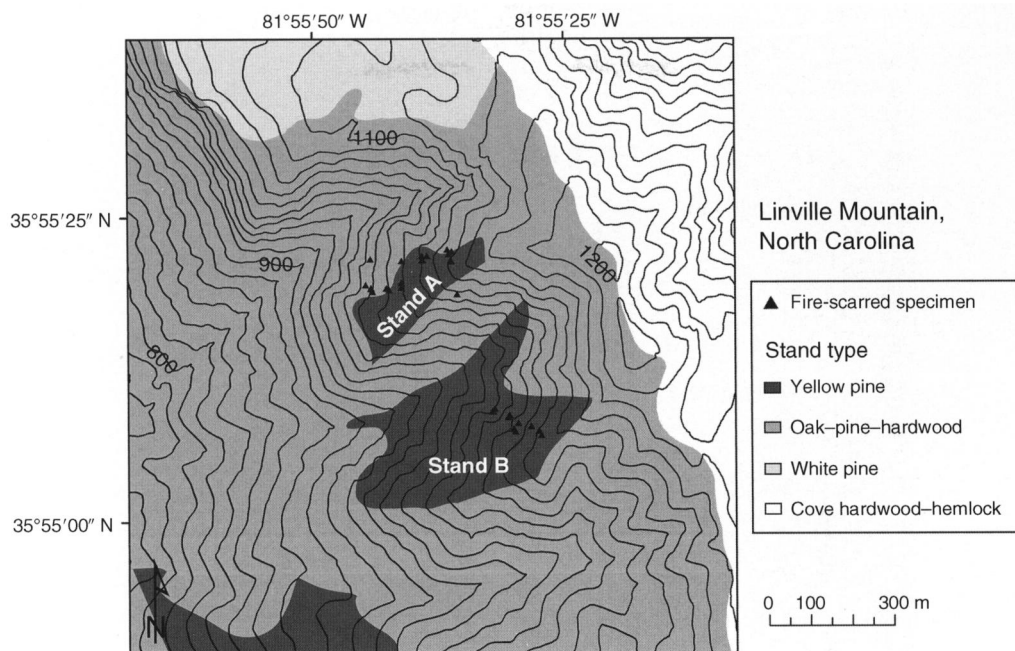 81°55′50″ W
81°55′25″ W
35°55′25″ N
35°55′00″ N
1100
900
1200
800
Stand A
Stand B
N
Linville Mountain,
North Carolina
Fire-scarred specimen
Stand type
Yellow pine
Oak–pine–hardwood
White pine
Cove hardwood–hemlock
0 100 300 m